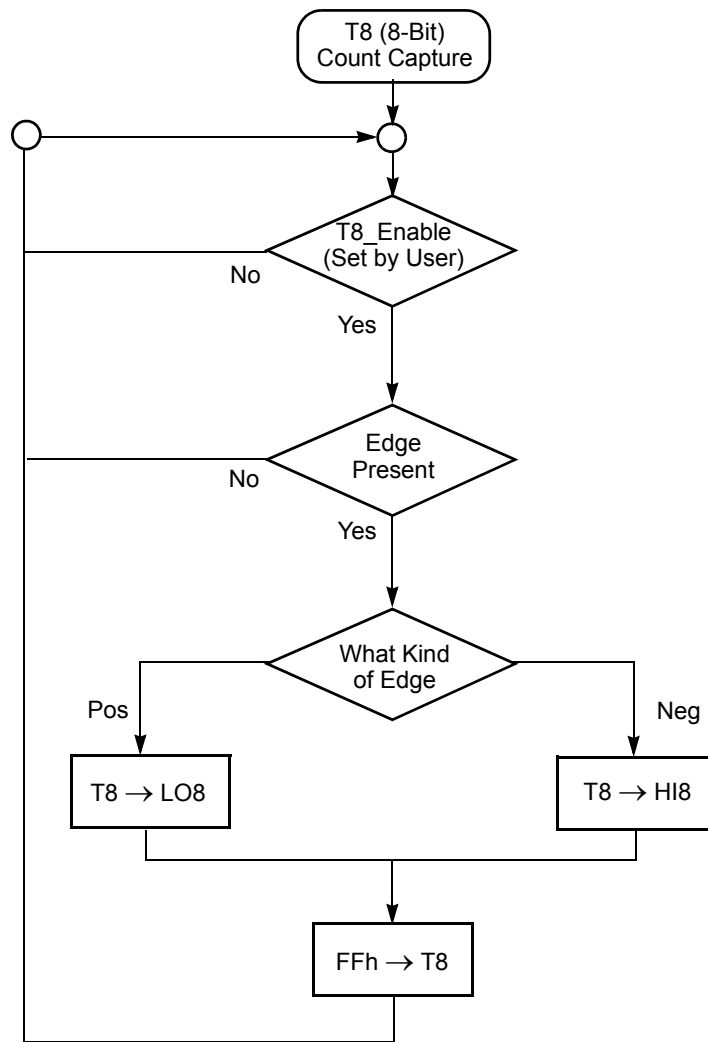 T8 (8-Bit)
Count Capture
T8_Enable
(Set by User)
No
Yes
Edge
Present
No
Yes
What Kind
of Edge
Pos
Neg
T8 → LO8
T8 → HI8
FFh → T8